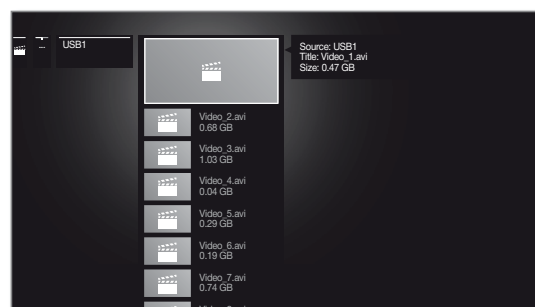 USB1
Source: USB1
Title: Video_1.avi
Size: 0.47 GB
Video_2.avi
0.68 GB
Video_3.avi
1.03 GB
Video_4.avi
0.04 GB
Video_5.avi
0.29 GB
Video_6.avi
0.19 GB
Video_7.avi
0.74 GB